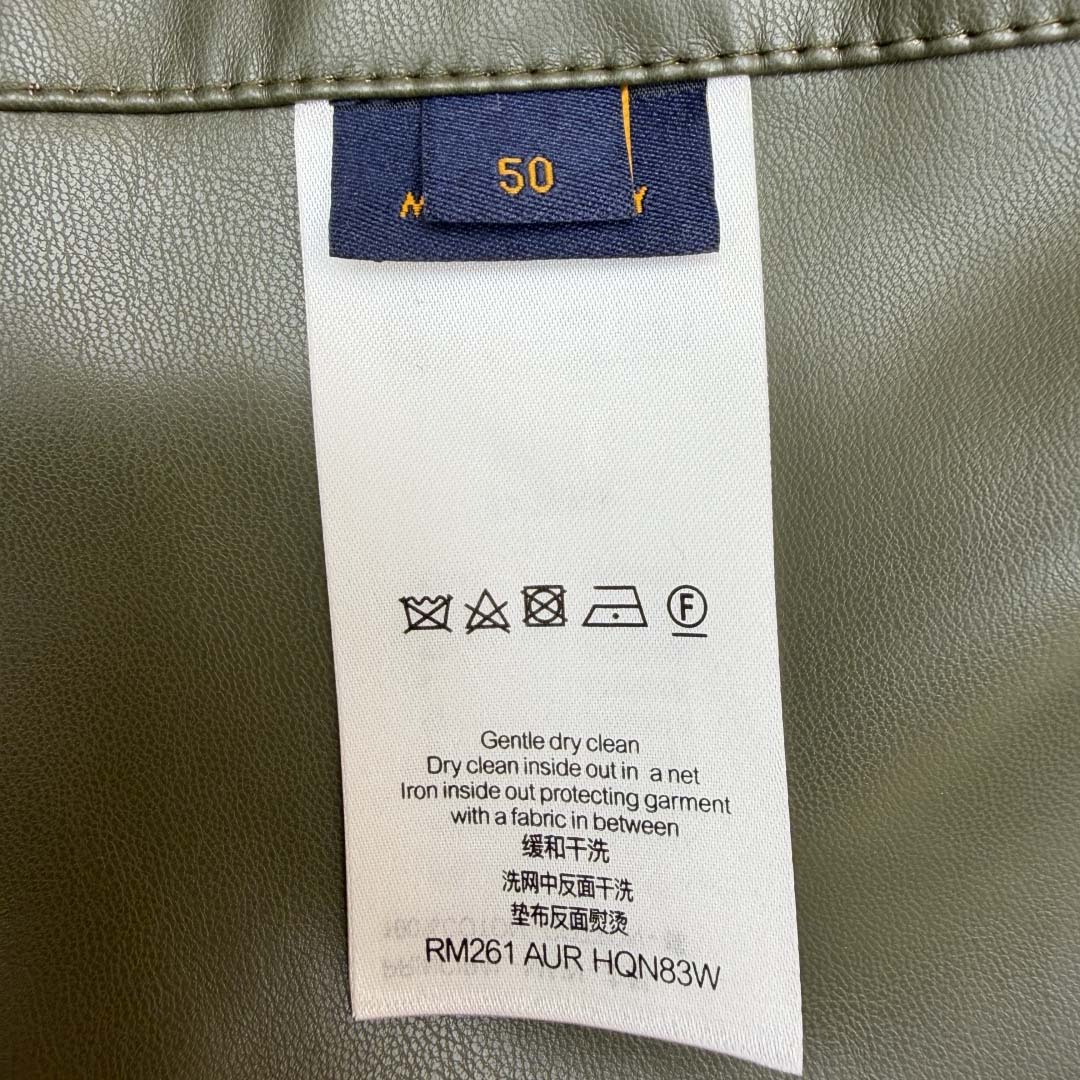 50
Gentle dry clean
Dry clean inside out in a net
Iron inside out protecting garment
with a fabric in between
缓和干洗
洗网中反面干洗
垫布反面熨烫
RM261 AUR HQN83W